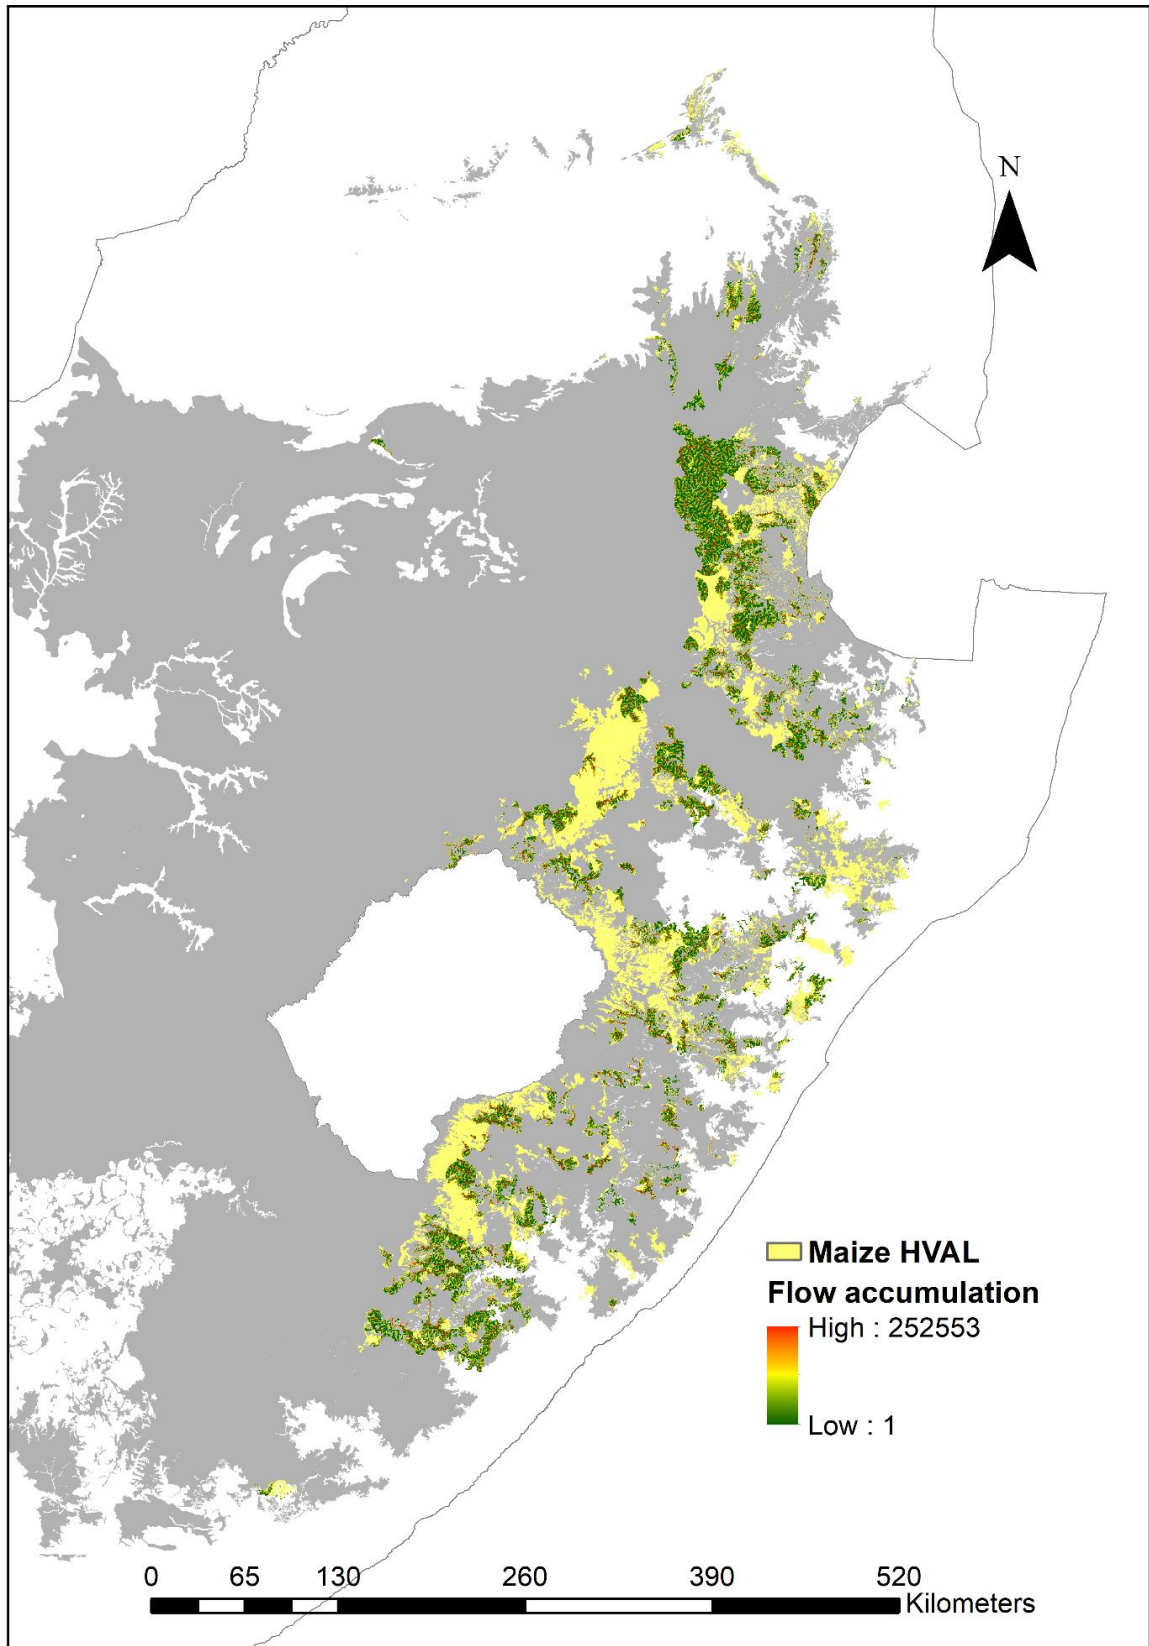 N
Maize HVAL
Flow accumulation
High : 252553
Low : 1
0 65 130 260 390 520
Kilometers